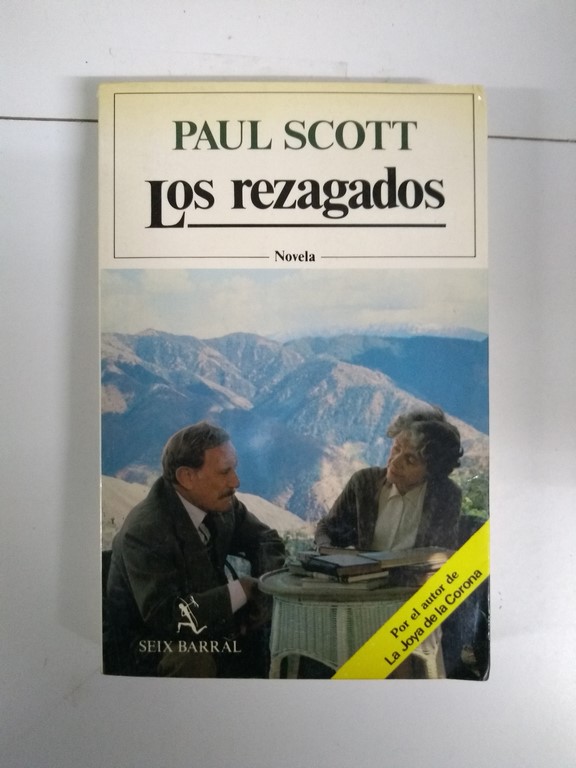 PAUL SCOTT
Los rezagados
Novela
Por el autor de
La Joya de la Corona
SEIX BARRAL